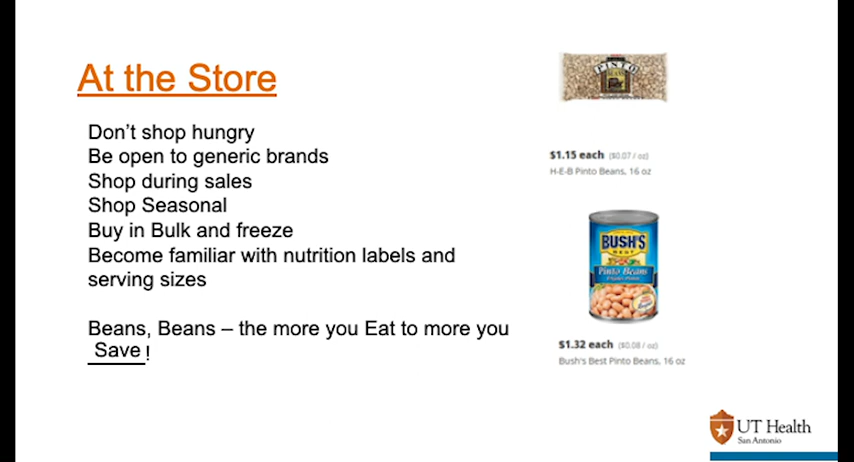 At the Store
Don't shop hungry
Be open to generic brands
Shop during sales
Shop Seasonal
Buy in Bulk and freeze
Become familiar with nutrition labels and
serving sizes
Beans, Beans – the more you Eat to more you
Save!
PINTO
BEANS
$1.15 each ($0.07 / oz)
H-E-B Pinto Beans, 16 oz
BUSH'S
BEST
Pinto Beans
$1.32 each ($0.08 / oz)
Bush's Best Pinto Beans, 16 oz
UT Health
San Antonio